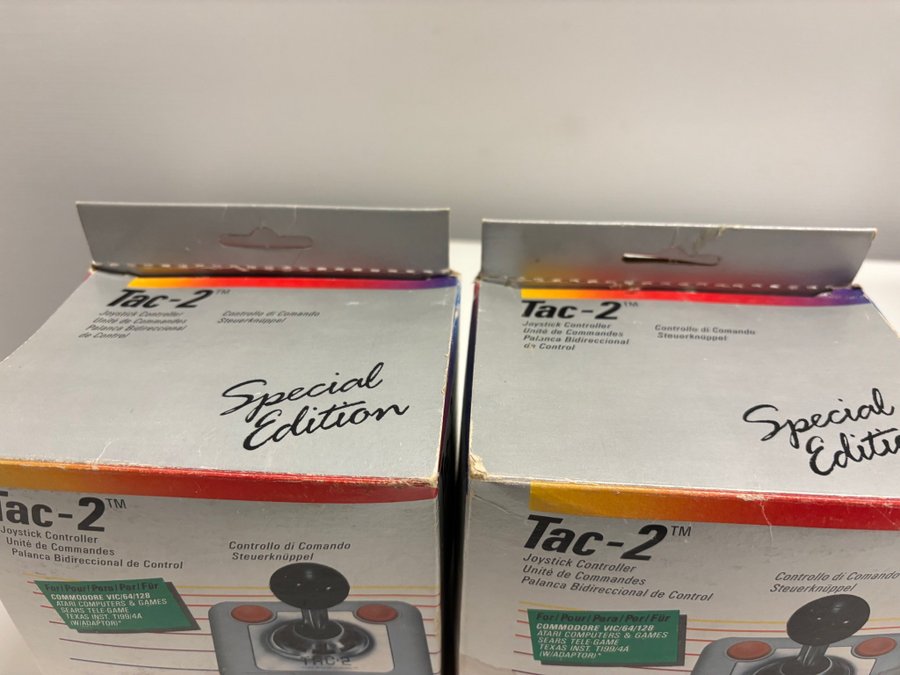 Tac-2™
Joystick Controller
Unité de Commandes
Palanca Bidireccional
de Control
Controllo di Comando
Steuerknüppel
Special
Edition
Tac-2™
Joystick Controller
Unité de Commandes
Palanca Bidireccional de Control
Controllo di Comando
Steuerknüppel
For/Pour/Para/Per/Für
COMMODORE VIC/64/128
ATARI COMPUTERS & GAMES
SEARS TELE-GAME
TEXAS INST. TI99/4A
(W/ADAPTOR)*
TAC-2
Tac-2™
Joystick Controller
Unité de Commandes
Palanca Bidireccional
de Control
Controllo di Comando
Steuerknüppel
Special
Editi
Tac-2™
Joystick Controller
Unité de Commandes
Palanca Bidireccional de Control
Controllo di Comando
Steuerknüppel
For/Pour/Para/Per/Für
COMMODORE VIC/64/128
ATARI COMPUTERS & GAMES
SEARS TELE-GAME
TEXAS INST. TI99/4A
(W/ADAPTOR)*